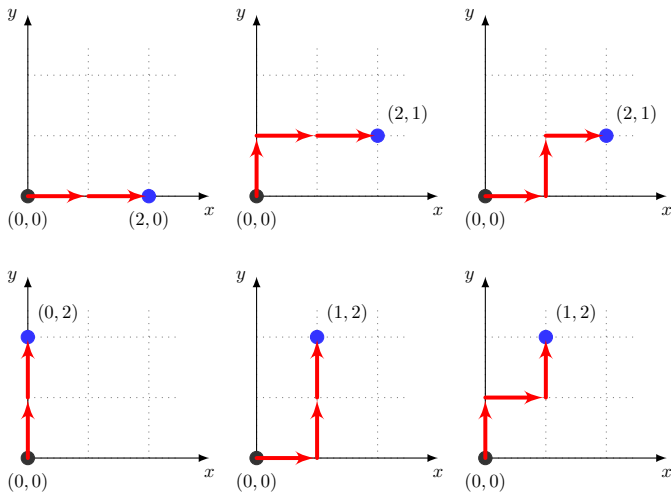 y
y
y
(2, 1)
(2, 1)
(0, 0)
(2, 0)
x
(0, 0)
x
(0, 0)
x
y
y
y
(0, 2)
(1, 2)
(1, 2)
(0, 0)
x
(0, 0)
x
(0, 0)
x